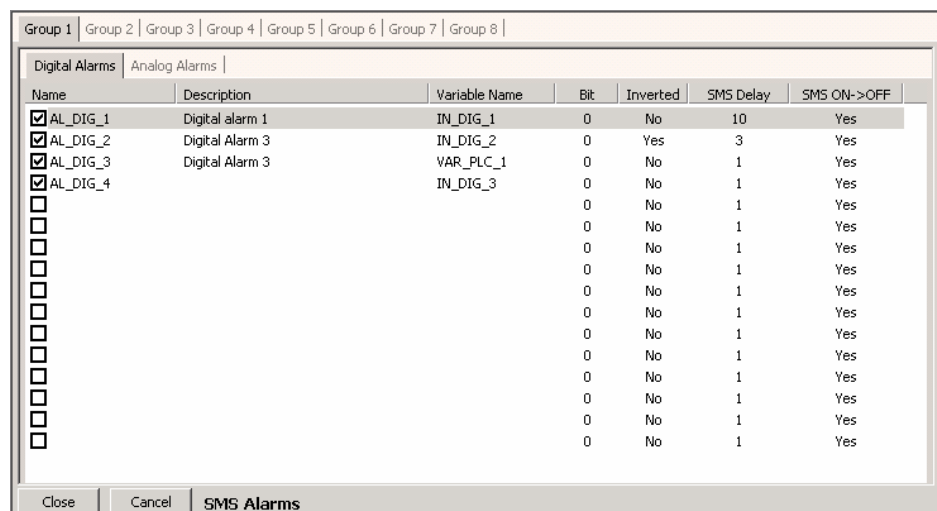 Group 1 | Group 2 | Group 3 | Group 4 | Group 5 | Group 6 | Group 7 | Group 8 |
Digital Alarms | Analog Alarms |
Name Description Variable Name Bit Inverted SMS Delay SMS ON->OFF
AL_DIG_1 Digital alarm 1 IN_DIG_1 0 No 10 Yes
AL_DIG_2 Digital Alarm 3 IN_DIG_2 0 Yes 3 Yes
AL_DIG_3 Digital Alarm 3 VAR_PLC_1 0 No 1 Yes
AL_DIG_4 IN_DIG_3 0 No 1 Yes
0 No 1 Yes
0 No 1 Yes
0 No 1 Yes
0 No 1 Yes
0 No 1 Yes
0 No 1 Yes
0 No 1 Yes
0 No 1 Yes
0 No 1 Yes
0 No 1 Yes
0 No 1 Yes
0 No 1 Yes
Close Cancel SMS Alarms